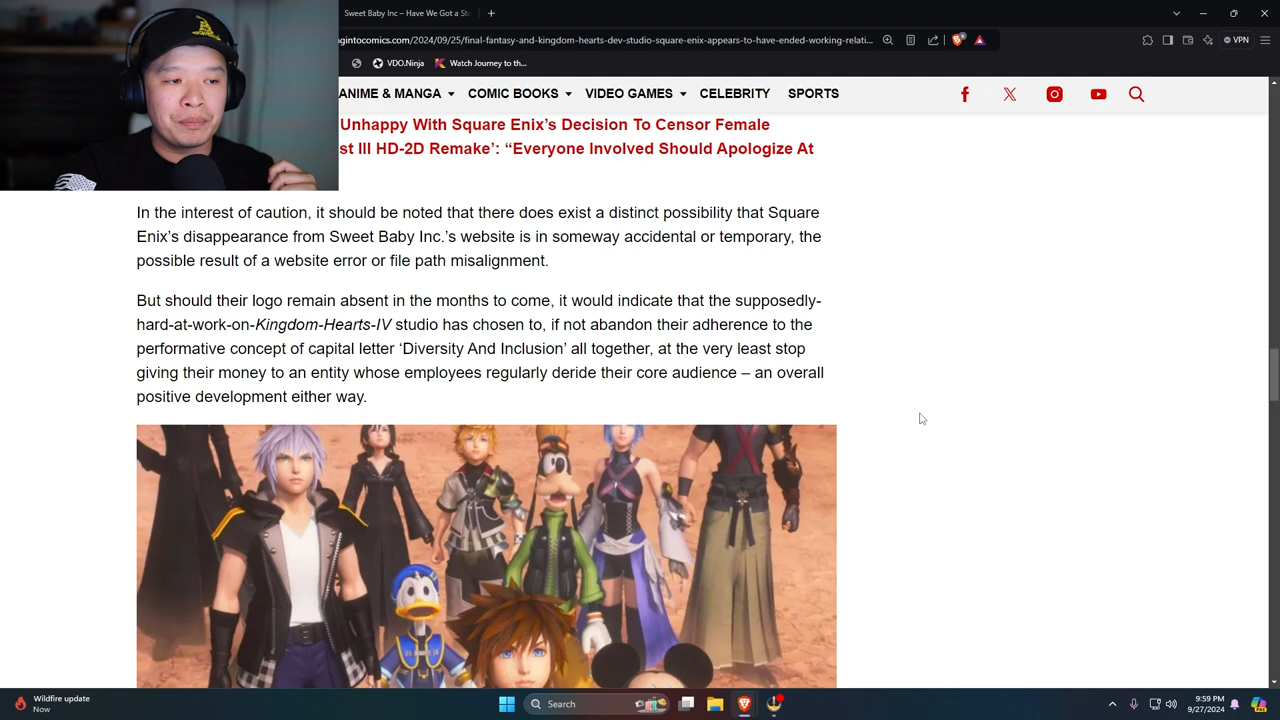 Sweet Baby Inc – Have We Got a St
agintocomics.com/2024/09/25/final-fantasy-and-kingdom-hearts-dev-studio-square-enix-appears-to-have-ended-working-relati...
VPN
VDO.Ninja
Watch Journey to th...
ANIME & MANGA
COMIC BOOKS
VIDEO GAMES
CELEBRITY
SPORTS
Unhappy With Square Enix’s Decision To Censor Female
st III HD-2D Remake’: “Everyone Involved Should Apologize At
In the interest of caution, it should be noted that there does exist a distinct possibility that Square
Enix’s disappearance from Sweet Baby Inc.’s website is in someway accidental or temporary, the
possible result of a website error or file path misalignment.
But should their logo remain absent in the months to come, it would indicate that the supposedly-
hard-at-work-on-Kingdom-Hearts-IV studio has chosen to, if not abandon their adherence to the
performative concept of capital letter ‘Diversity And Inclusion’ all together, at the very least stop
giving their money to an entity whose employees regularly deride their core audience – an overall
positive development either way.
Wildfire update
Now
Search
9:59 PM
9/27/2024